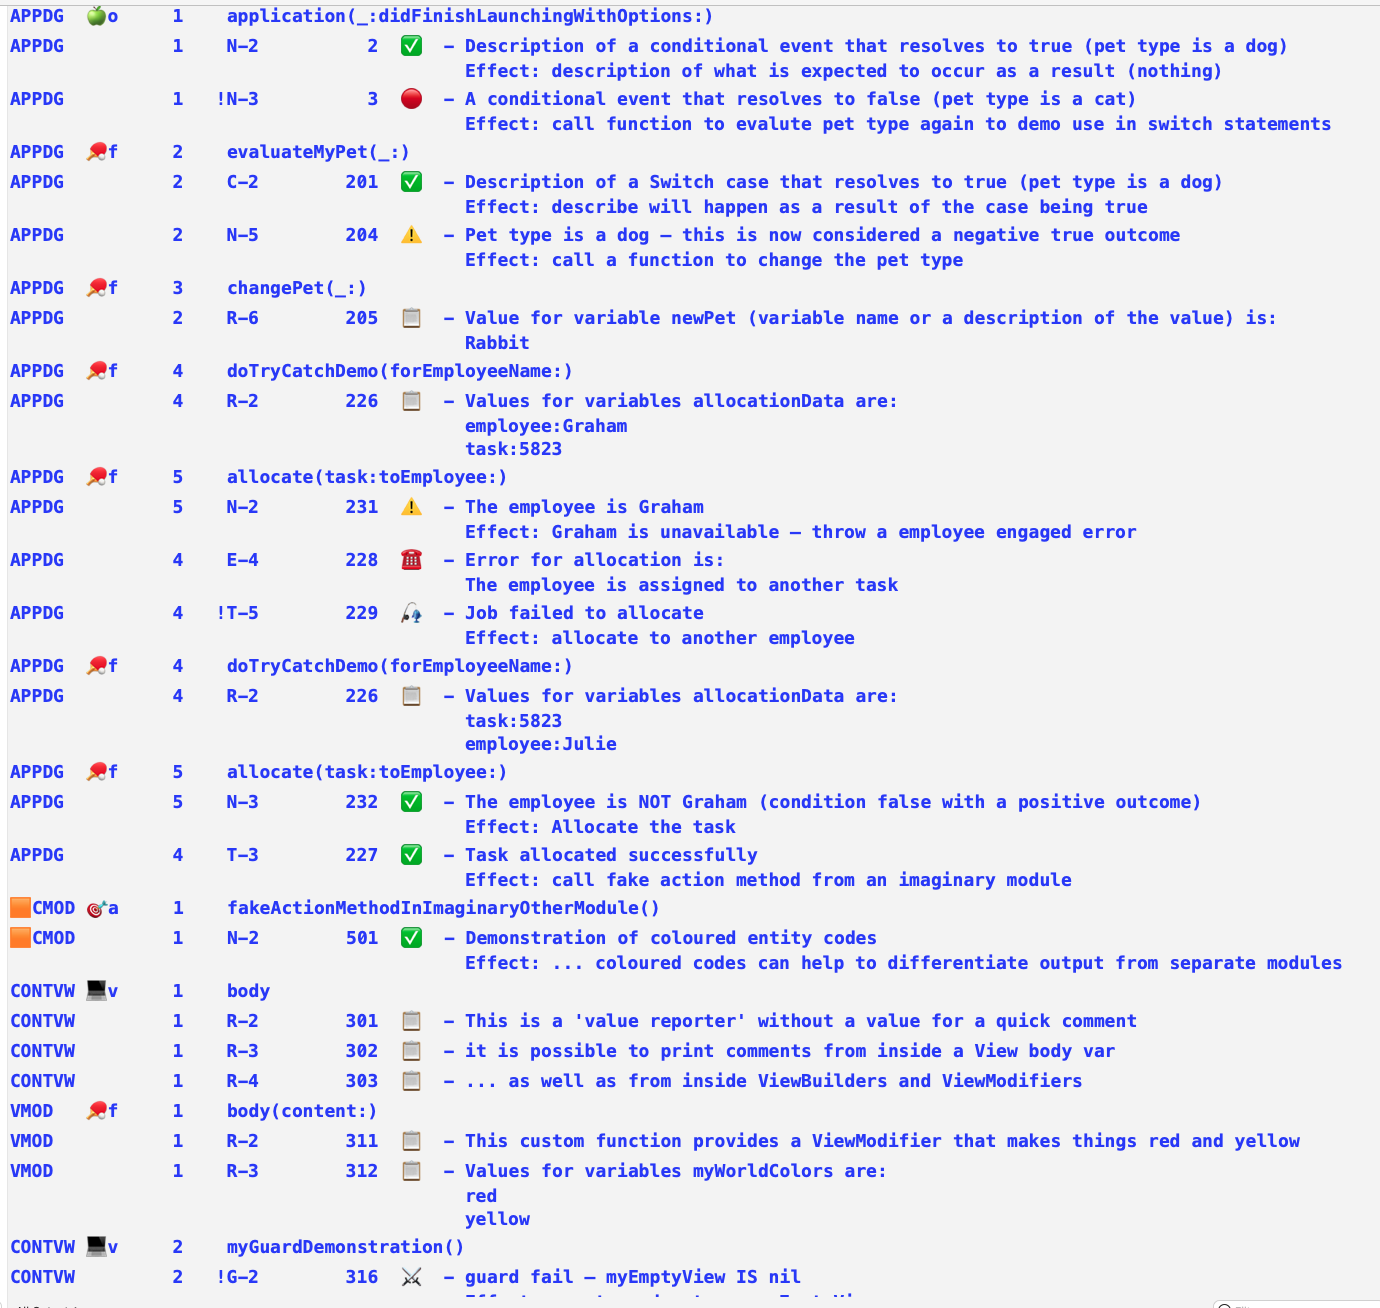 APPDG 🍏o 1 application(_:didFinishLaunchingWithOptions:)
APPDG 1 N–2 2 ✅ – Description of a conditional event that resolves to true (pet type is a dog)
Effect: description of what is expected to occur as a result (nothing)
APPDG 1 !N–3 3 🔴 – A conditional event that resolves to false (pet type is a cat)
Effect: call function to evalute pet type again to demo use in switch statements
APPDG 🏓f 2 evaluateMyPet(_:)
APPDG 2 C–2 201 ✅ – Description of a Switch case that resolves to true (pet type is a dog)
Effect: describe will happen as a result of the case being true
APPDG 2 N–5 204 ⚠️ – Pet type is a dog – this is now considered a negative true outcome
Effect: call a function to change the pet type
APPDG 🏓f 3 changePet(_:)
APPDG 2 R–6 205 📋 – Value for variable newPet (variable name or a description of the value) is:
Rabbit
APPDG 🏓f 4 doTryCatchDemo(forEmployeeName:)
APPDG 4 R–2 226 📋 – Values for variables allocationData are:
employee:Graham
task:5823
APPDG 🏓f 5 allocate(task:toEmployee:)
APPDG 5 N–2 231 ⚠️ – The employee is Graham
Effect: Graham is unavailable – throw a employee engaged error
APPDG 4 E–4 228 ☎️ – Error for allocation is:
The employee is assigned to another task
APPDG 4 !T–5 229 🎣 – Job failed to allocate
Effect: allocate to another employee
APPDG 🏓f 4 doTryCatchDemo(forEmployeeName:)
APPDG 4 R–2 226 📋 – Values for variables allocationData are:
task:5823
employee:Julie
APPDG 🏓f 5 allocate(task:toEmployee:)
APPDG 5 N–3 232 ✅ – The employee is NOT Graham (condition false with a positive outcome)
Effect: Allocate the task
APPDG 4 T–3 227 ✅ – Task allocated successfully
Effect: call fake action method from an imaginary module
🟧CMOD 🎯a 1 fakeActionMethodInImaginaryOtherModule()
🟧CMOD 1 N–2 501 ✅ – Demonstration of coloured entity codes
Effect: ... coloured codes can help to differentiate output from separate modules
CONTVW 💻v 1 body
CONTVW 1 R–2 301 📋 – This is a 'value reporter' without a value for a quick comment
CONTVW 1 R–3 302 📋 – it is possible to print comments from inside a View body var
CONTVW 1 R–4 303 📋 – ... as well as from inside ViewBuilders and ViewModifiers
VMOD 🏓f 1 body(content:)
VMOD 1 R–2 311 📋 – This custom function provides a ViewModifier that makes things red and yellow
VMOD 1 R–3 312 📋 – Values for variables myWorldColors are:
red
yellow
CONTVW 💻v 2 myGuardDemonstration()
CONTVW 2 !G–2 316 ⚔️ – guard fail – myEmptyView IS nil